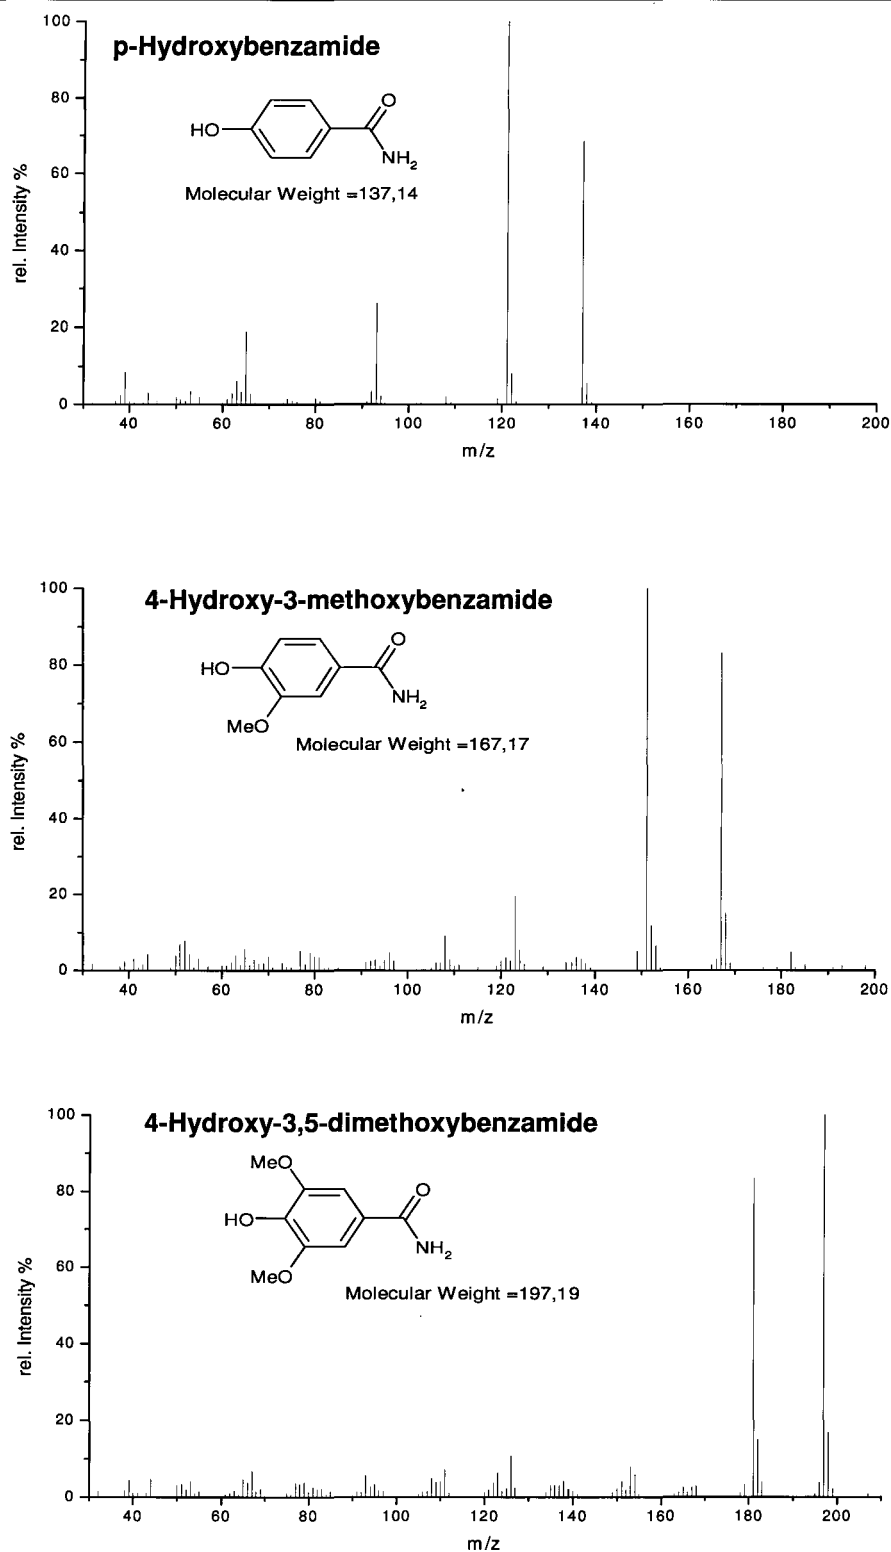 p-Hydroxybenzamide
HO
O
NH2
Molecular Weight =137,14
rel. Intensity %
100
80
60
40
20
0
40 60 80 100 120 140 160 180 200
m/z
4-Hydroxy-3-methoxybenzamide
HO
O
NH2
MeO
Molecular Weight =167,17
rel. Intensity %
100
80
60
40
20
0
40 60 80 100 120 140 160 180 200
m/z
4-Hydroxy-3,5-dimethoxybenzamide
MeO
O
HO
NH2
MeO
Molecular Weight =197,19
rel. Intensity %
100
80
60
40
20
0
40 60 80 100 120 140 160 180 200
m/z